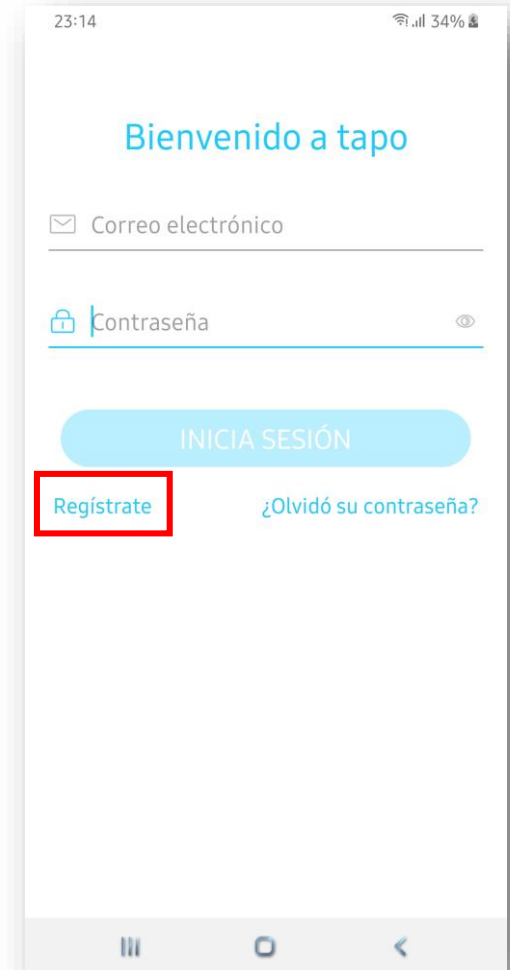 23:14 34%
Bienvenido a tapo
Correo electrónico
Contraseña
INICIA SESIÓN
Regístrate ¿Olvidó su contraseña?